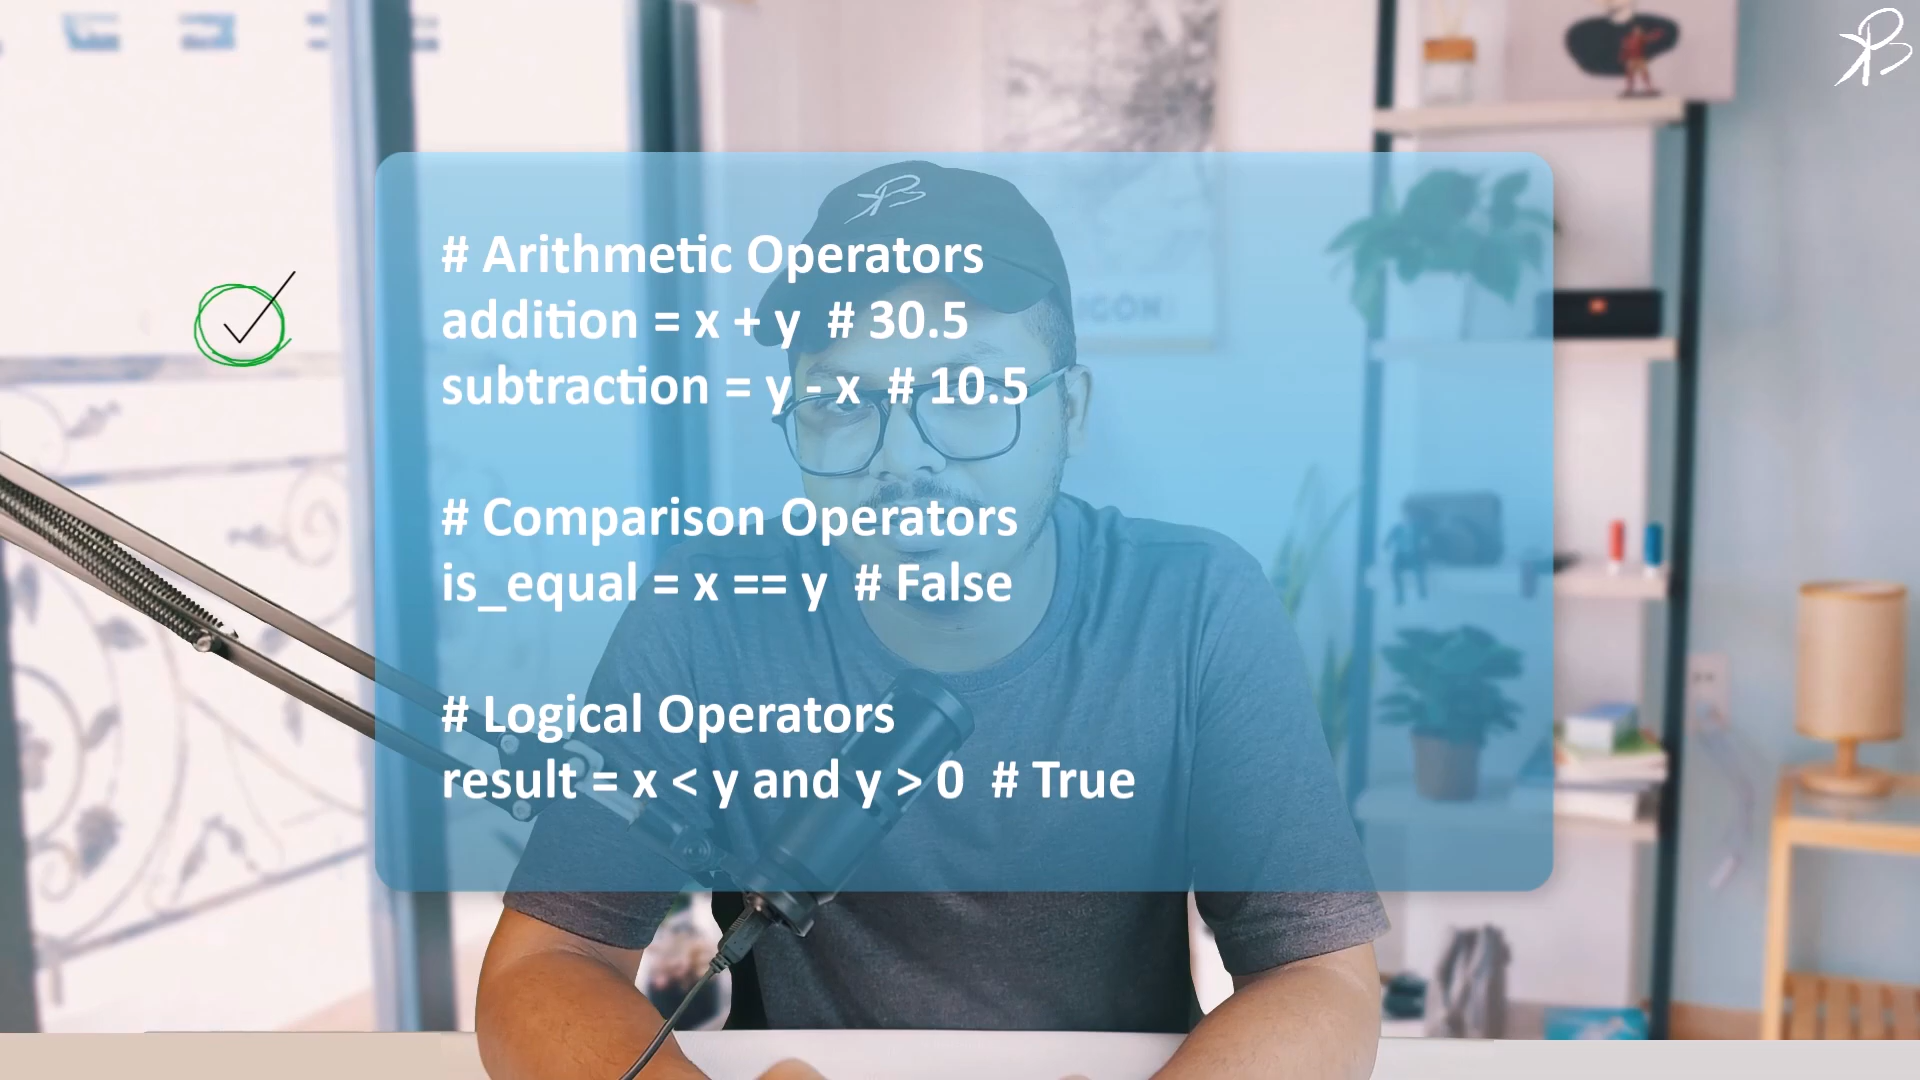 # Arithmetic Operators
addition = x + y  # 30.5
subtraction = y - x  # 10.5
# Comparison Operators
is_equal = x == y  # False
# Logical Operators
result = x < y and y > 0  # True